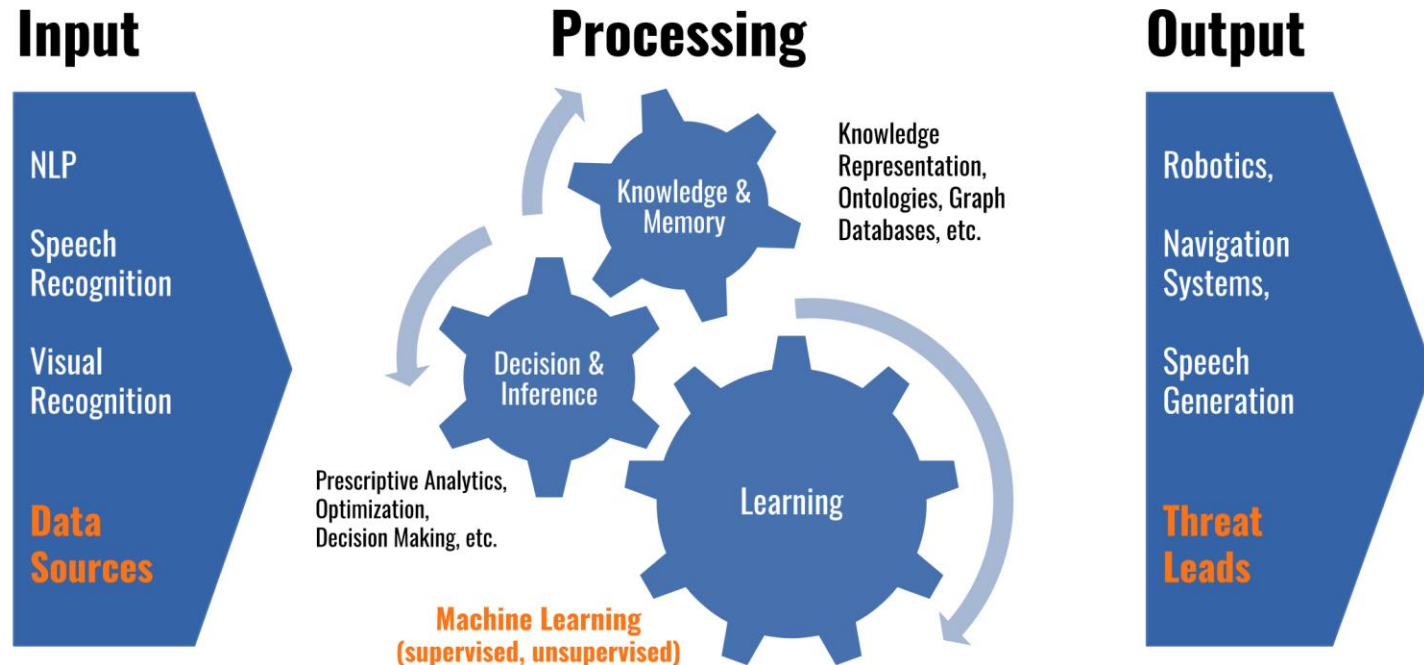 Input
Processing
Output
NLP
Speech
Recognition
Visual
Recognition
Data
Sources
Knowledge &
Memory
Knowledge
Representation,
Ontologies, Graph
Databases, etc.
Decision &
Inference
Prescriptive Analytics,
Optimization,
Decision Making, etc.
Learning
Machine Learning
(supervised, unsupervised)
Robotics,
Navigation
Systems,
Speech
Generation
Threat
Leads